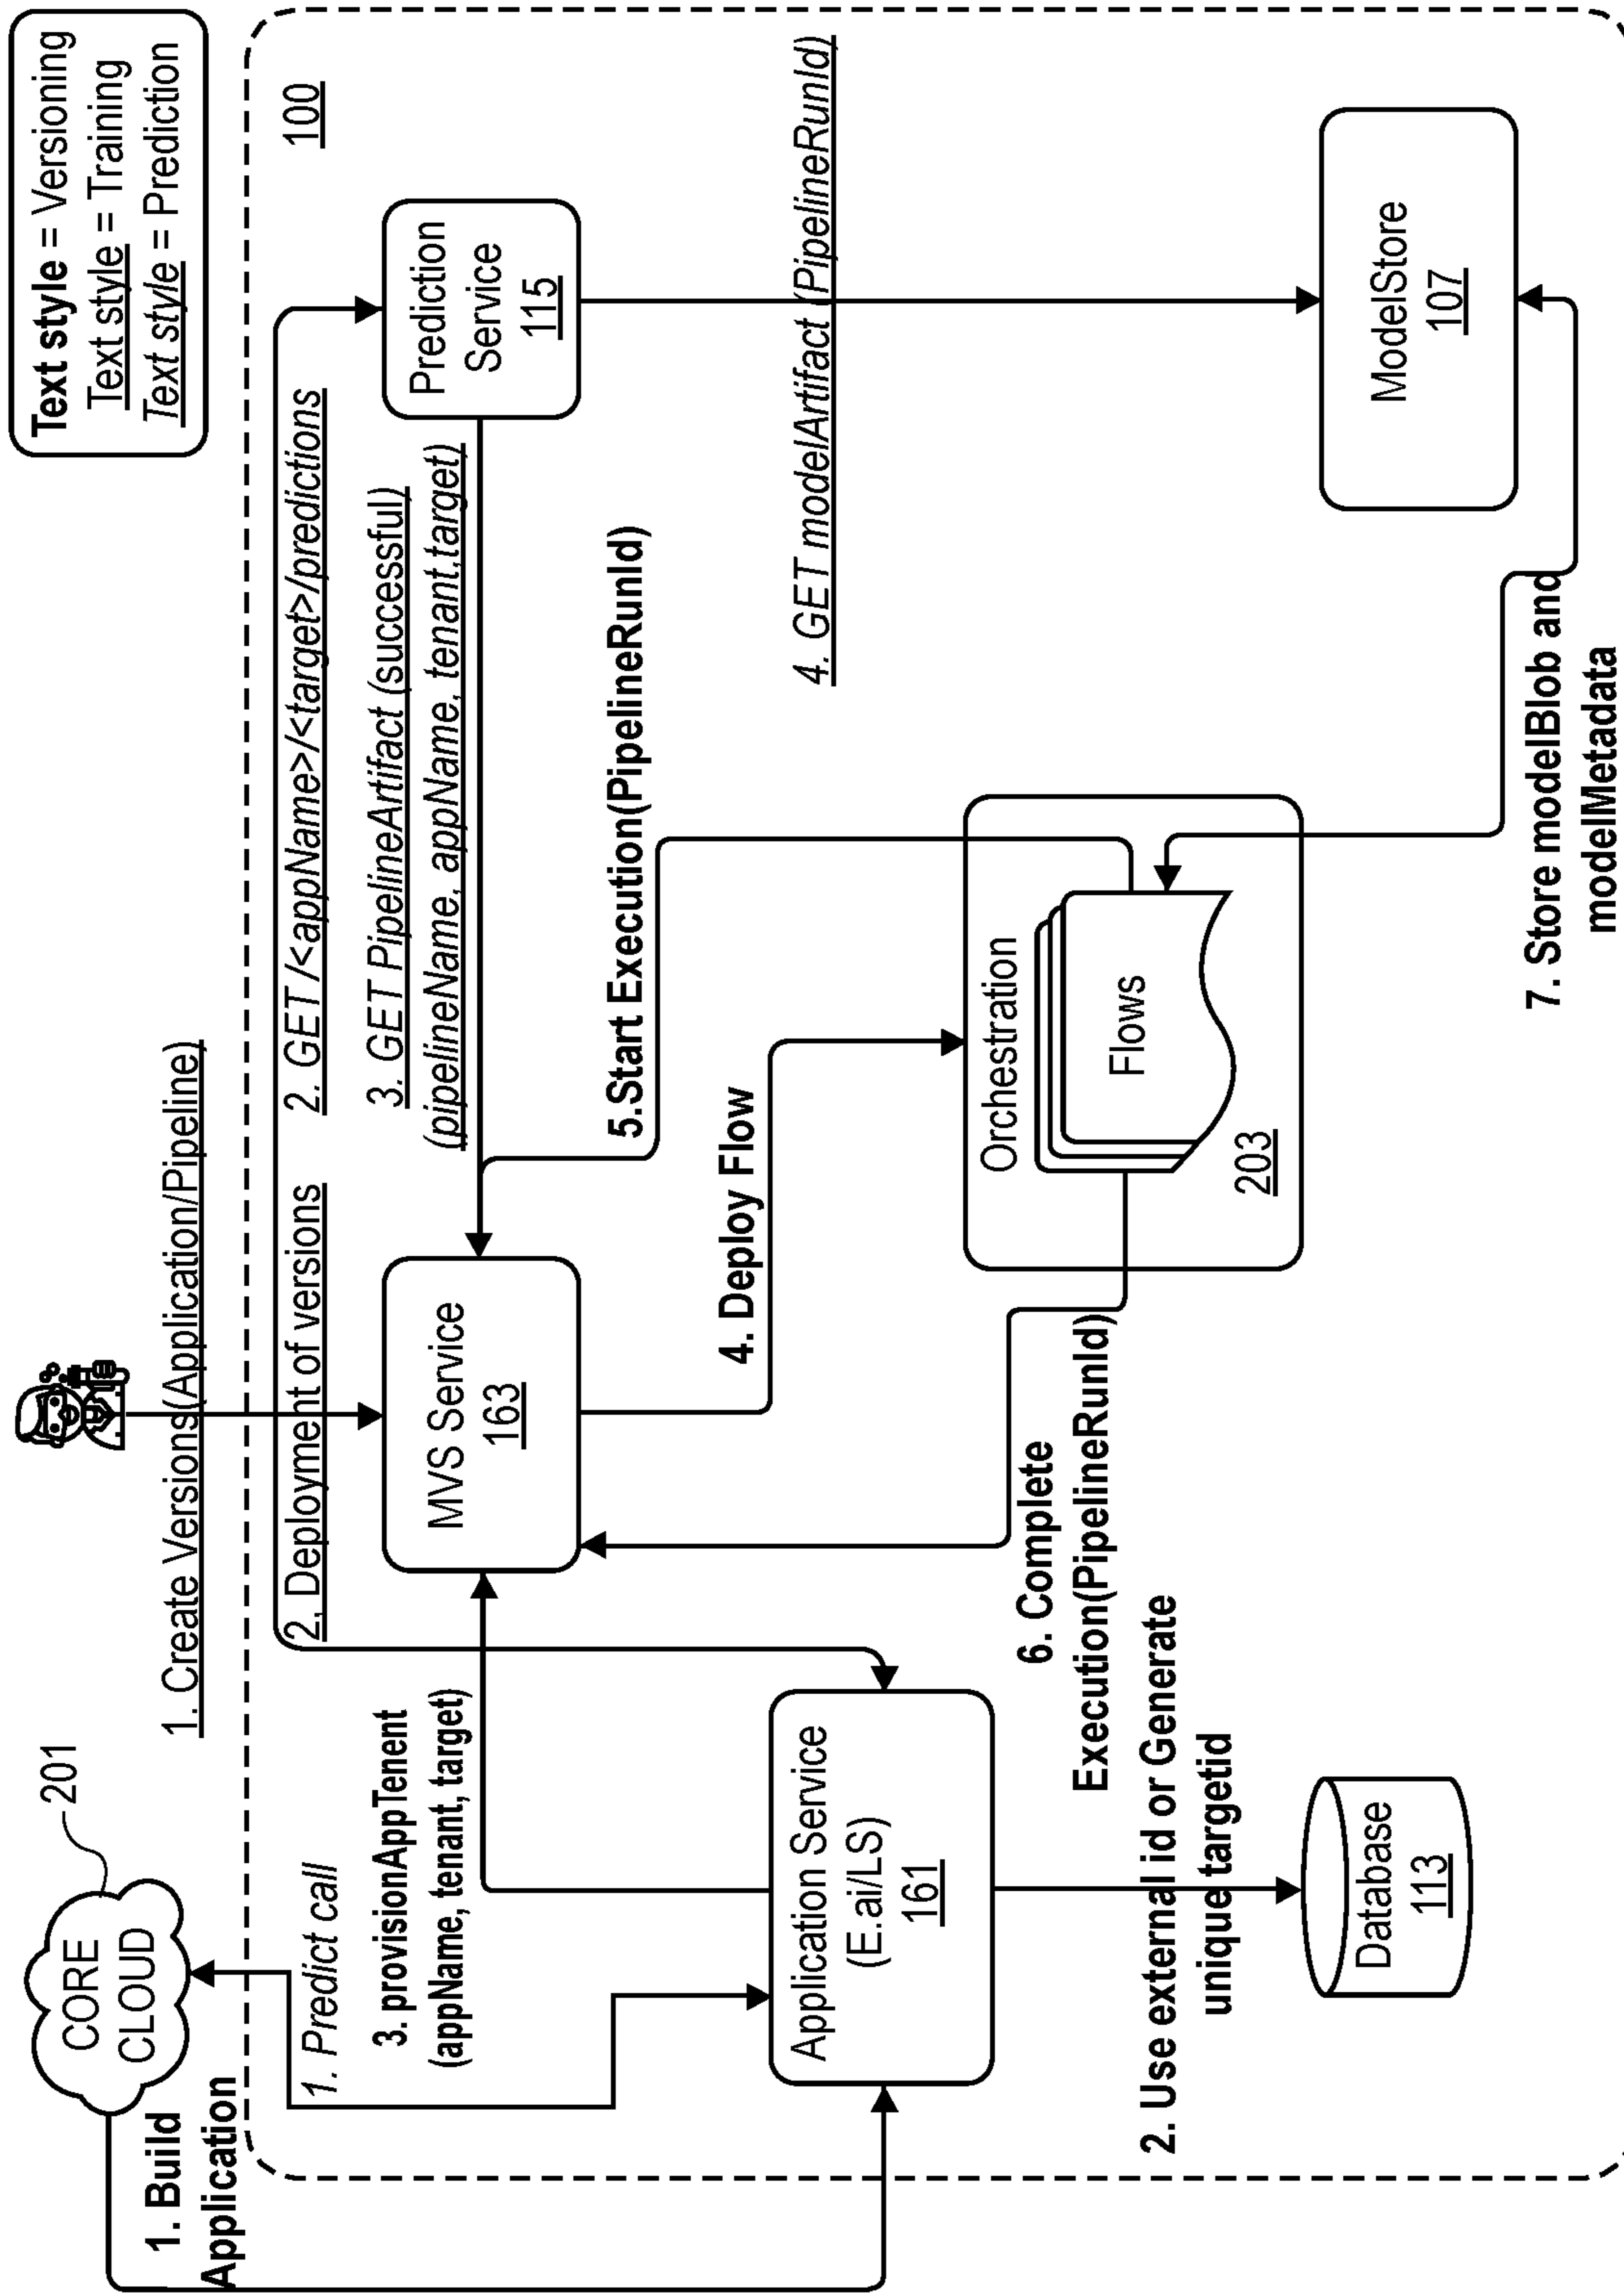 Text style = Versioning
Text style = Training
Text style = Prediction
CORE
CLOUD
201
1. Build
Application
1. Create Versions(Application/Pipeline)
100
2, Deployment of versions
2. GET /<appName>/<target>/predictions
1. Predict call
3. provisionAppTenent
(appName, tenant, target)
3. GET PipelineArtifact (successful)
(pipelineName, appName, tenant,target)
MVS Service
163
Prediction
Service
115
5.Start Execution(PipelineRunId)
4. Deploy Flow
4. GET modelArtifact (PipelineRunId)
Application Service
(E.ai/LS)
161
6. Complete
Execution(PipelineRunId)
Orchestration
Flows
203
2. Use external id or Generate
unique targetid
Database
113
ModelStore
107
7. Store modelBlob and
modelMetadata